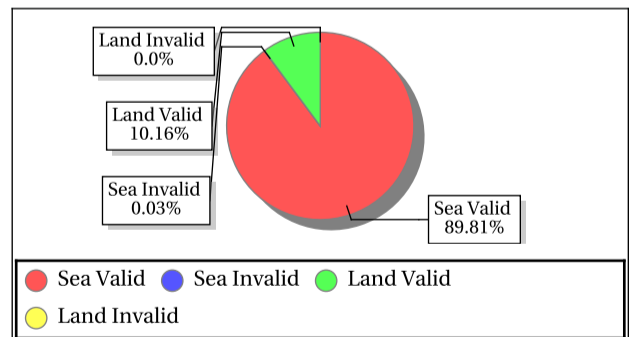 Land Invalid
0.0%
Land Valid
10.16%
Sea Invalid
0.03%
Sea Valid
89.81%
Sea Valid Sea Invalid Land Valid
Land Invalid